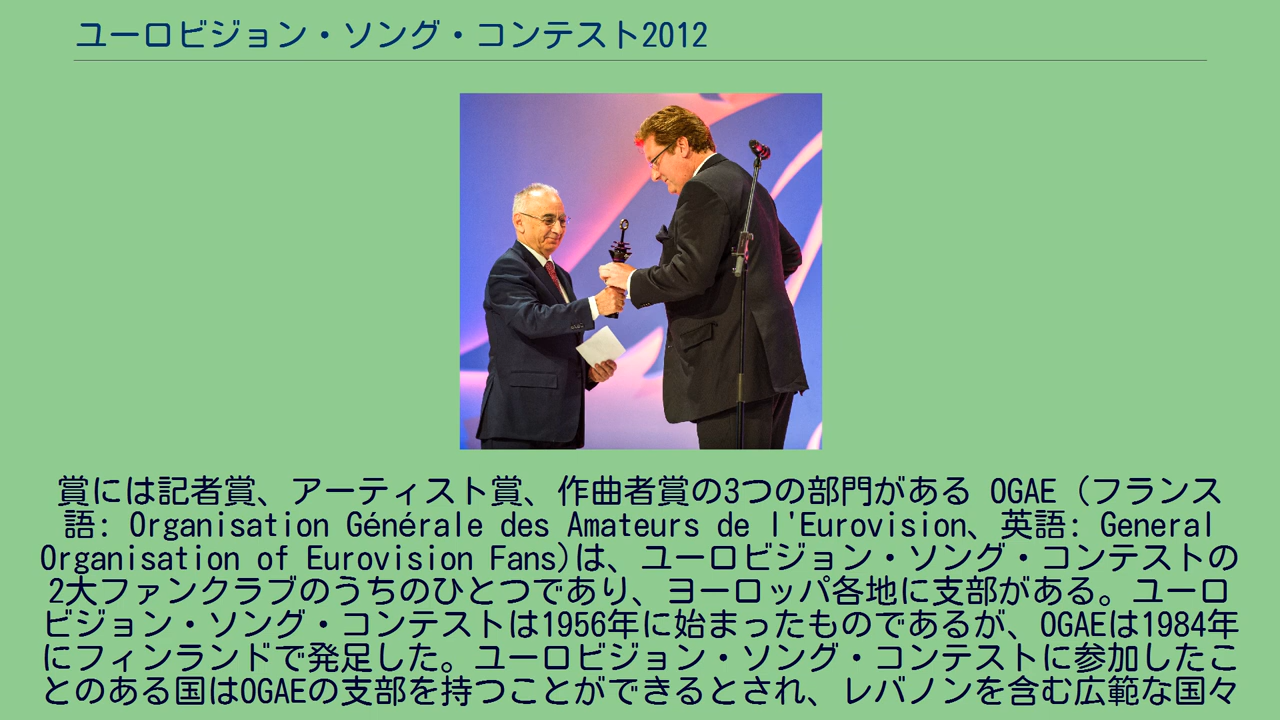 ユーロビジョン・ソング・コンテスト2012
賞には記者賞、アーティスト賞、作曲者賞の3つの部門がある OGAE (フランス
語: Organisation Générale des Amateurs de l'Eurovision、英語: General
Organisation of Eurovision Fans)は、ユーロビジョン・ソング・コンテストの
2大ファンクラブのうちのひとつであり、ヨーロッパ各地に支部がある。ユーロ
ビジョン・ソング・コンテストは1956年に始まったものであるが、OGAEは1984年
にフィンランドで発足した。ユーロビジョン・ソング・コンテストに参加したこ
とのある国はOGAEの支部を持つことができるとされ、レバノンを含む広範な国々